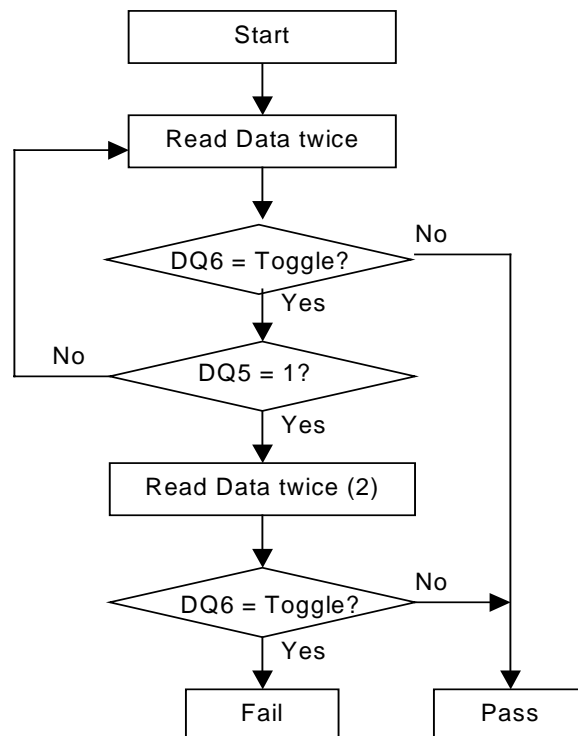 Start
Read Data twice
No
DQ6 = Toggle?
Yes
No
DQ5 = 1?
Yes
Read Data twice (2)
No
DQ6 = Toggle?
Yes
Fail
Pass